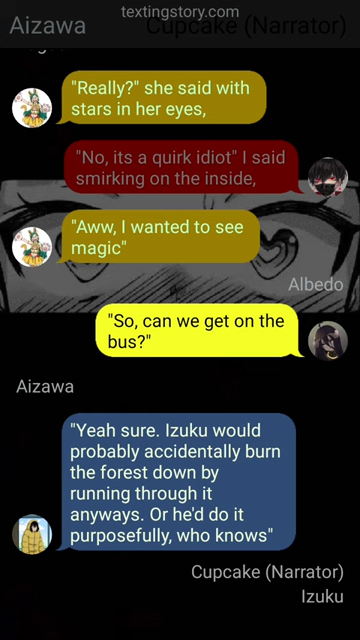 textingstory.com
Aizawa
Cupcake (Narrator)
"Really?" she said with
stars in her eyes,
"No, its a quirk idiot" I said
smirking on the inside,
"Aww, I wanted to see
magic"
Albedo
"So, can we get on the
bus?"
Aizawa
"Yeah sure. Izuku would
probably accidentally burn
the forest down by
running through it
anyways. Or he'd do it
purposefully, who knows"
Cupcake (Narrator)
Izuku